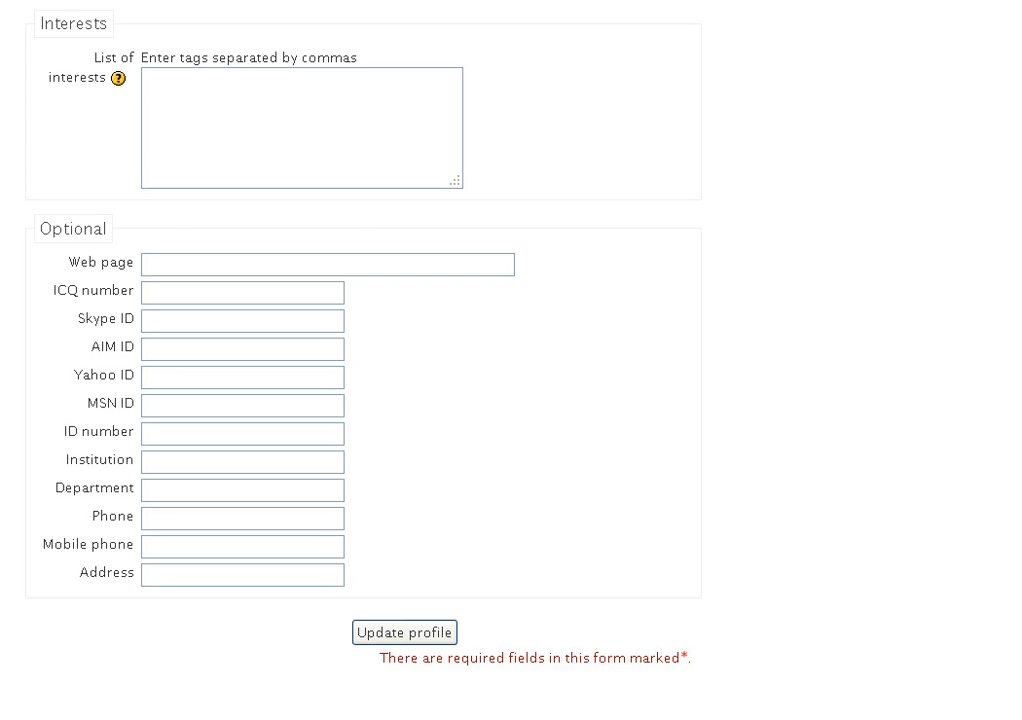 Interests
List of Enter tags separated by commas
interests ?
Optional
Web page
ICQ number
Skype ID
AIM ID
Yahoo ID
MSN ID
ID number
Institution
Department
Phone
Mobile phone
Address
Update profile
There are required fields in this form marked*.